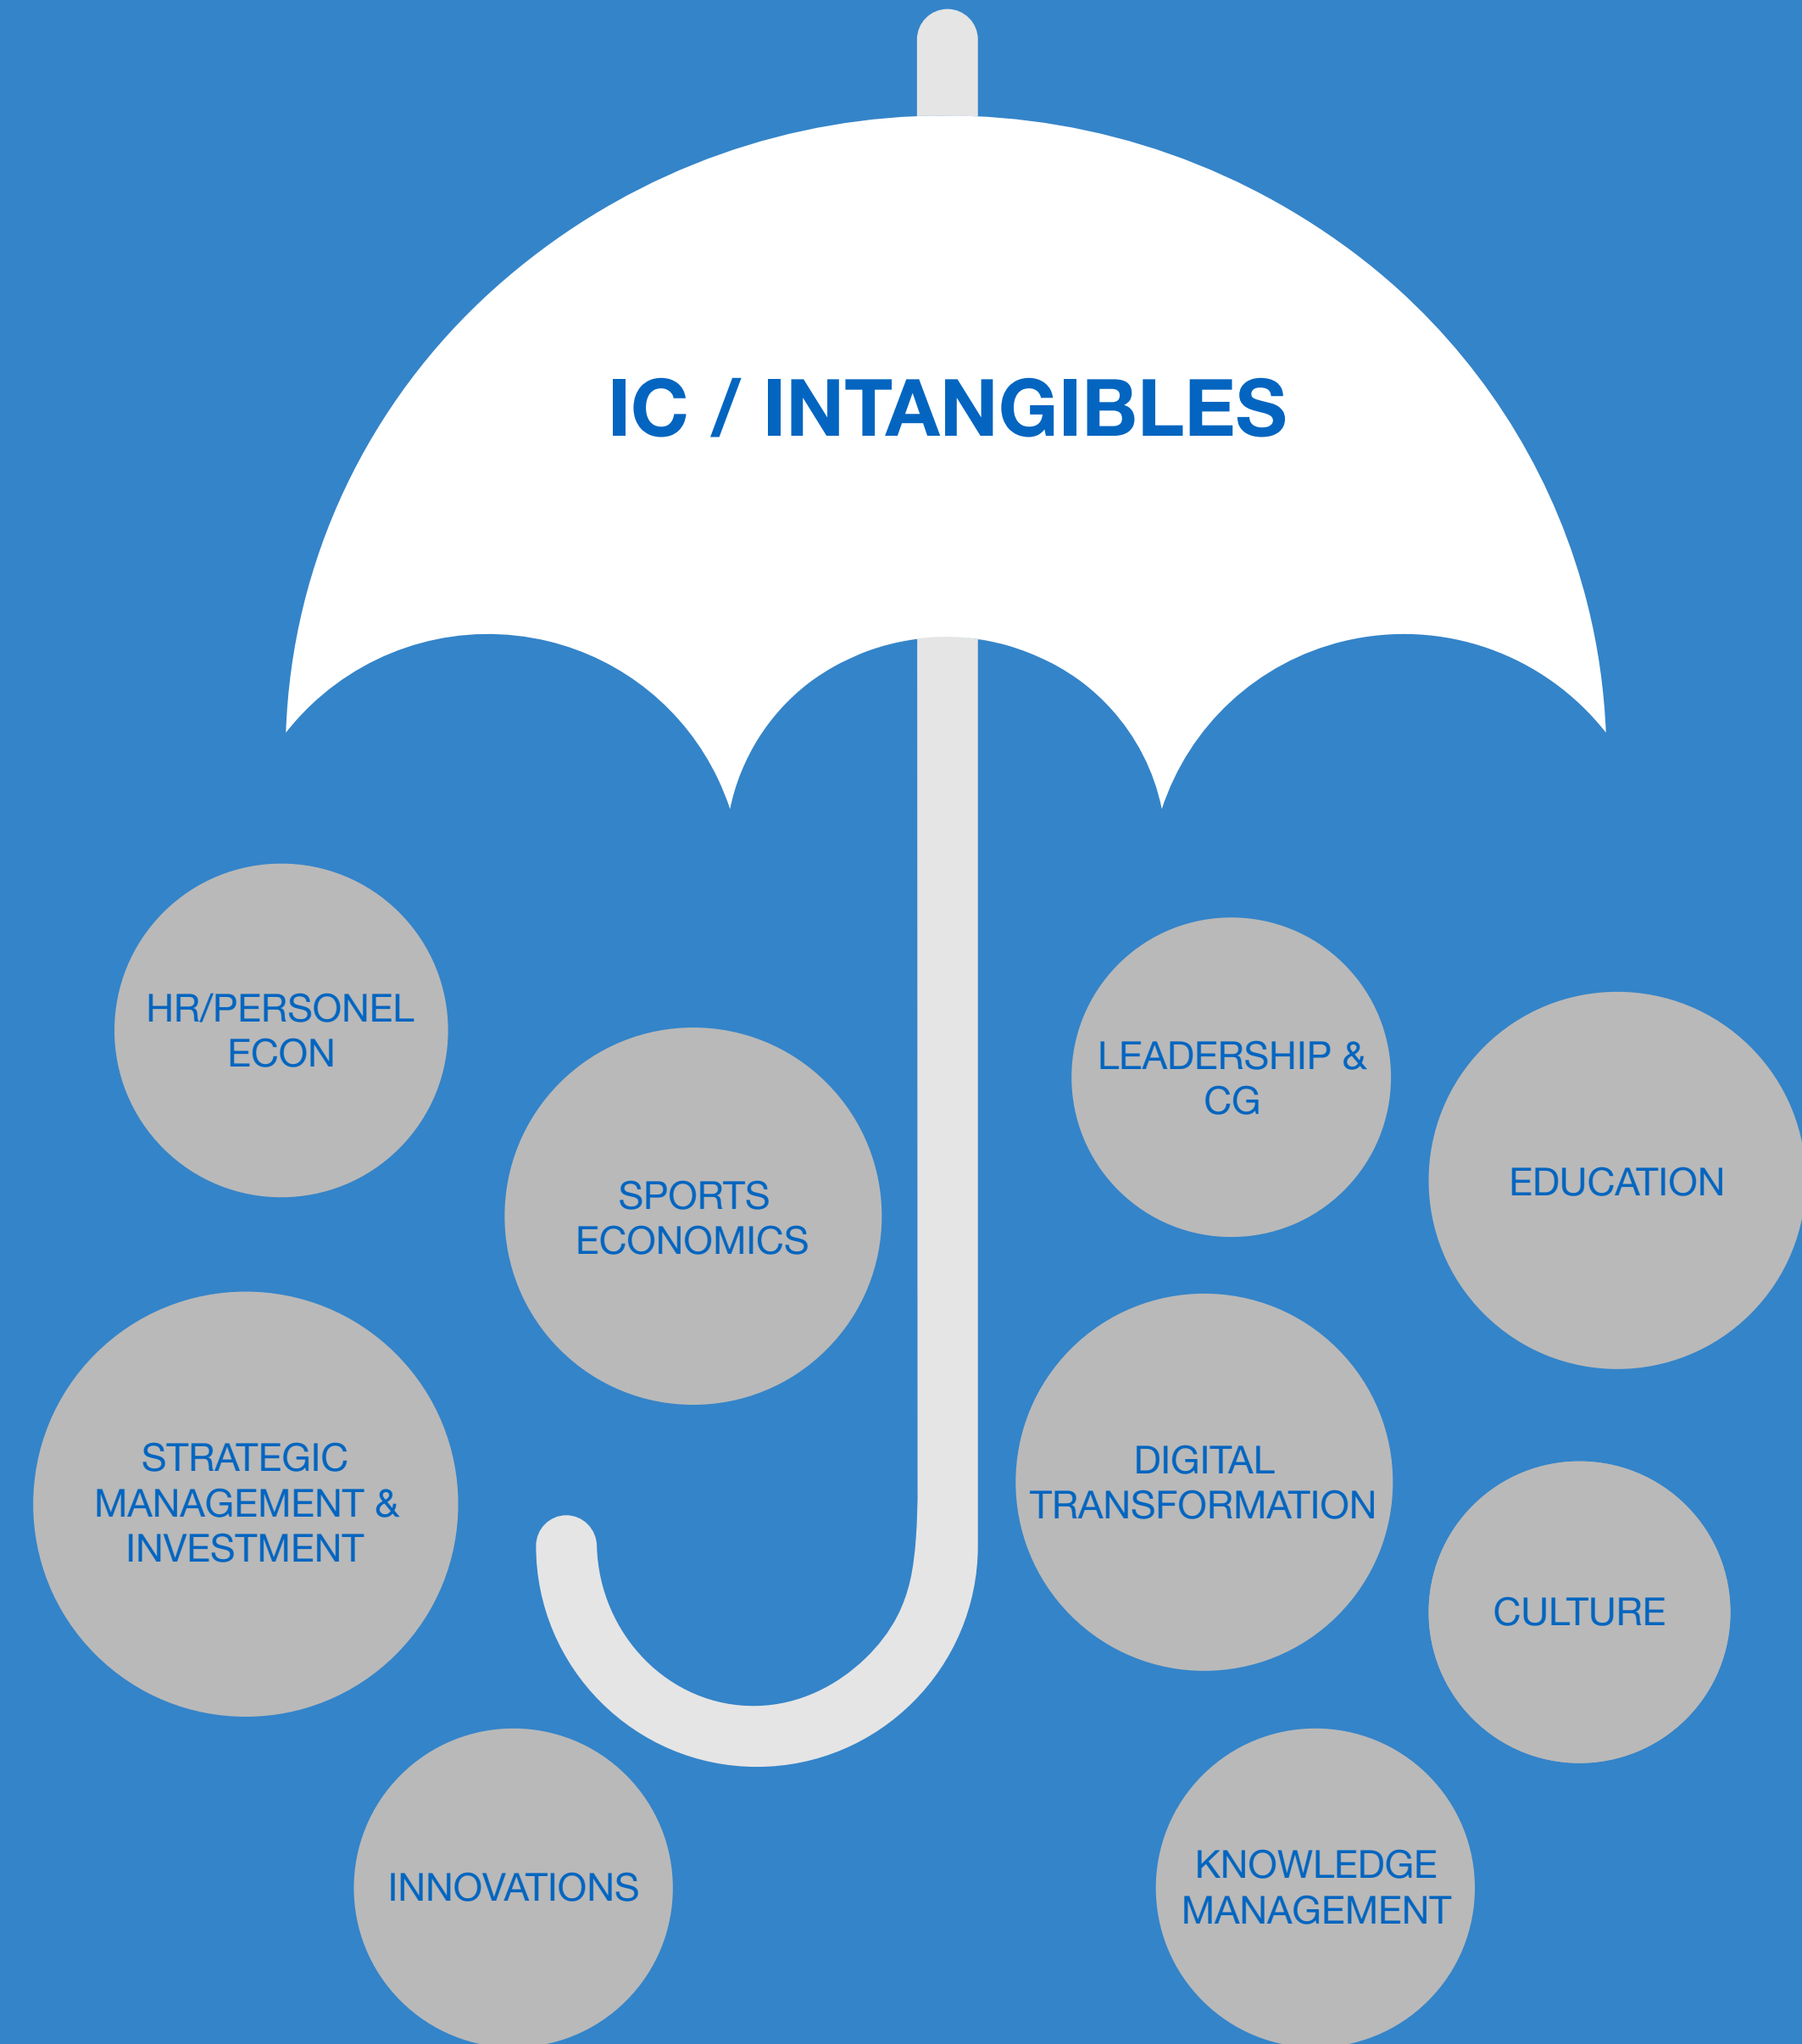 IC / INTANGIBLES
HR/PERSONEL
ECON
SPORTS
ECONOMICS
LEADERSHIP &
CG
EDUCATION
STRATEGIC
MANAGEMENT &
INVESTMENT
DIGITAL
TRANSFORMATION
CULTURE
INNOVATIONS
KNOWLEDGE
MANAGEMENT